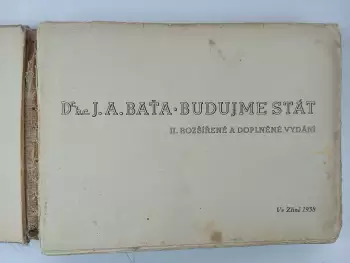 Dr h.c. J. A. BAŤA • BUDUJME STÁT
II. ROZŠÍŘENÉ A DOPLNĚNÉ VYDÁNÍ
Ve Zlíně 1938